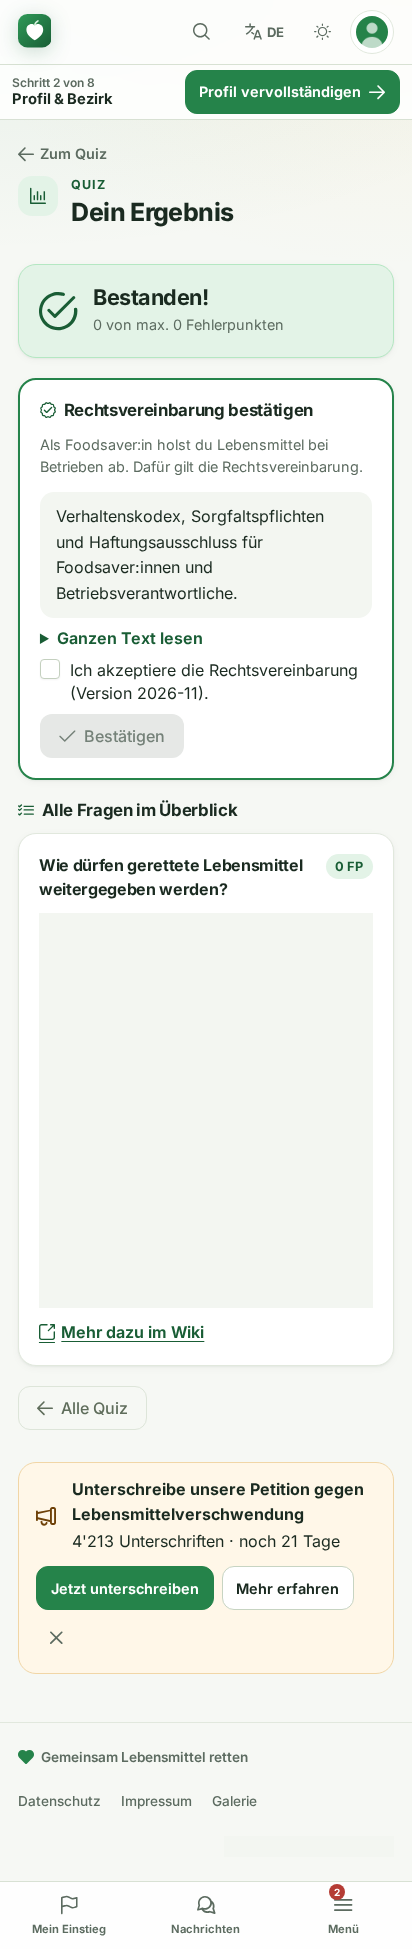 DE
Schritt 2 von 8
Profil & Bezirk
Profil vervollständigen
Zum Quiz
QUIZ
Dein Ergebnis
Bestanden!
0 von max. 0 Fehlerpunkten
Rechtsvereinbarung bestätigen
Als Foodsaver:in holst du Lebensmittel bei
Betrieben ab. Dafür gilt die Rechtsvereinbarung.
Verhaltenskodex, Sorgfaltspflichten
und Haftungsausschluss für
Foodsaver:innen und
Betriebsverantwortliche.
Ganzen Text lesen
Ich akzeptiere die Rechtsvereinbarung
(Version 2026-11).
Bestätigen
Alle Fragen im Überblick
Wie dürfen gerettete Lebensmittel
weitergegeben werden?
0 FP
Mehr dazu im Wiki
Alle Quiz
Unterschreibe unsere Petition gegen
Lebensmittelverschwendung
4'213 Unterschriften · noch 21 Tage
Jetzt unterschreiben
Mehr erfahren
Gemeinsam Lebensmittel retten
Datenschutz Impressum Galerie
2
Mein Einstieg Nachrichten Menü